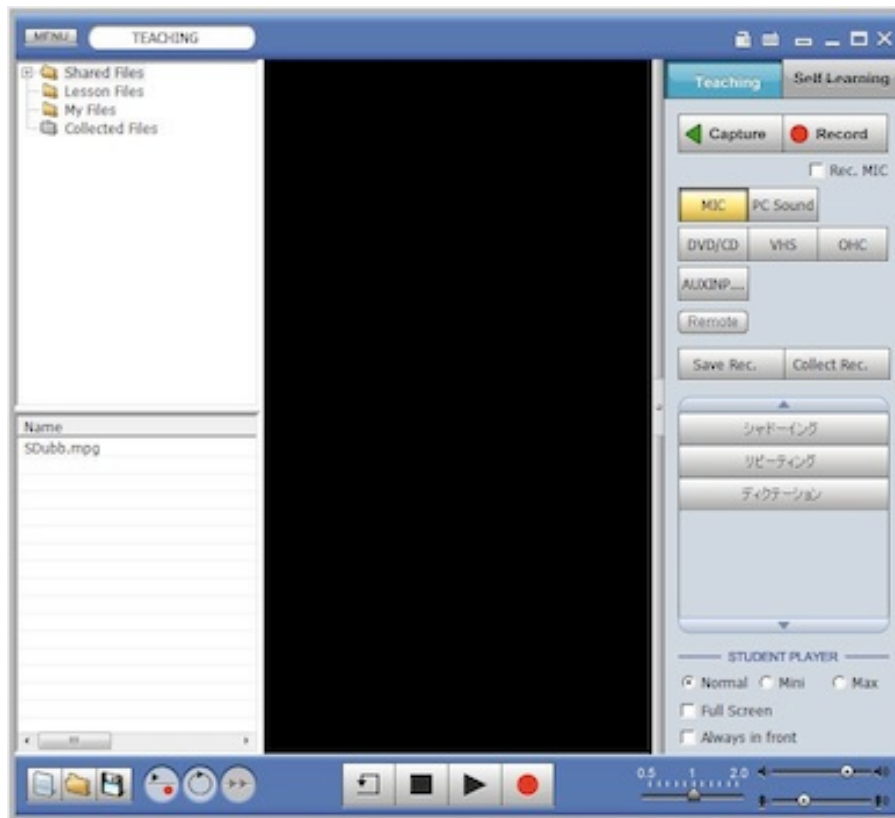 MENU TEACHING
Shared Files
Lesson Files
My Files
Collected Files
Name
SDubb.mpg
Teaching Self Learning
Capture Record
Rec. MIC
MIC PC Sound
DVD/CD VHS OHC
AUXINP....
Remote
Save Rec. Collect Rec.
シャドーイング
リピーティング
ディクテーション
STUDENT PLAYER
Normal Mini Max
Full Screen
Always in front
0.5 1 2.0